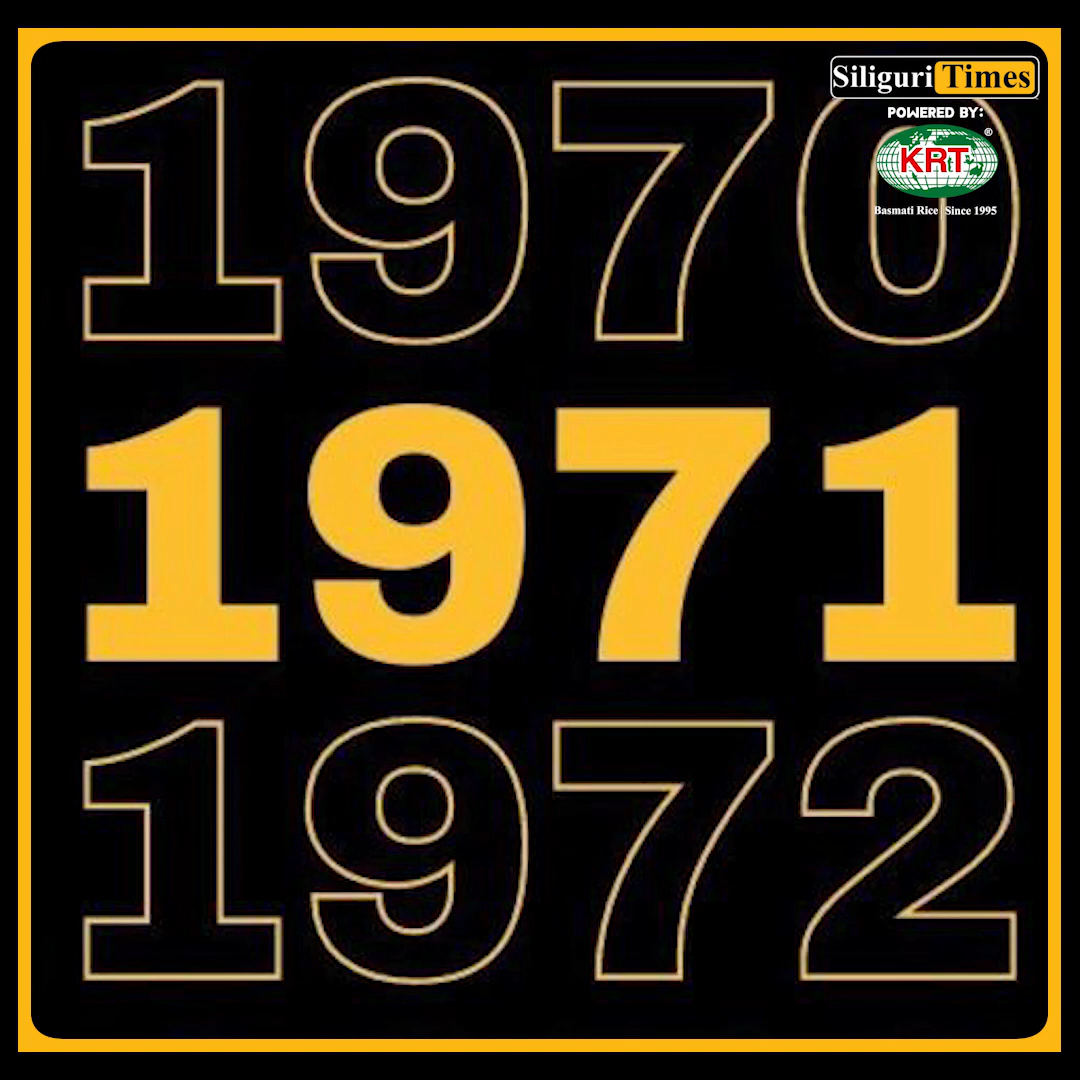 1970
Siliguri Times
POWERED BY:
KRT®
Basmati Rice | Since 1995
1971
1972